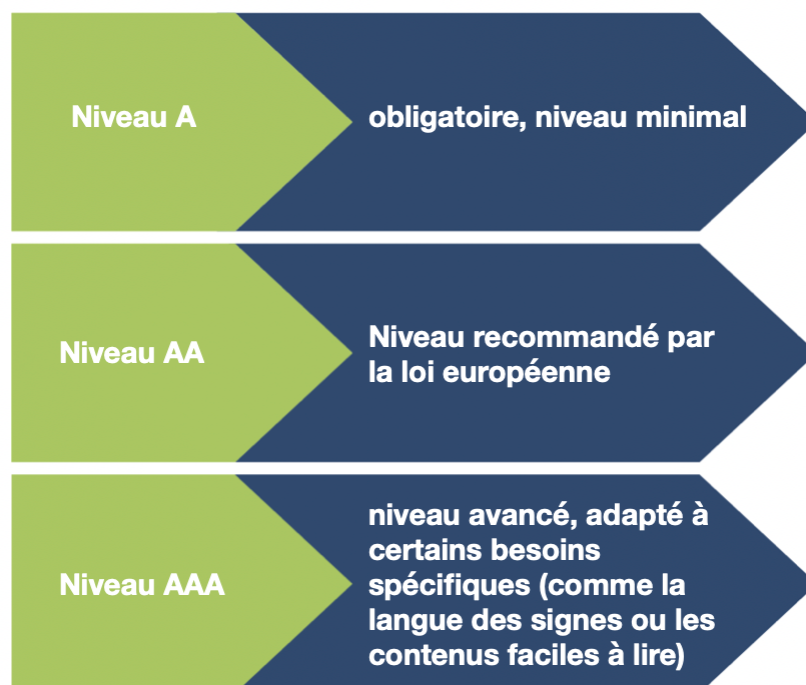 Niveau A
obligatoire, niveau minimal
Niveau AA
Niveau recommandé par
la loi européenne
Niveau AAA
niveau avancé, adapté à
certains besoins
spécifiques (comme la
langue des signes ou les
contenus faciles à lire)